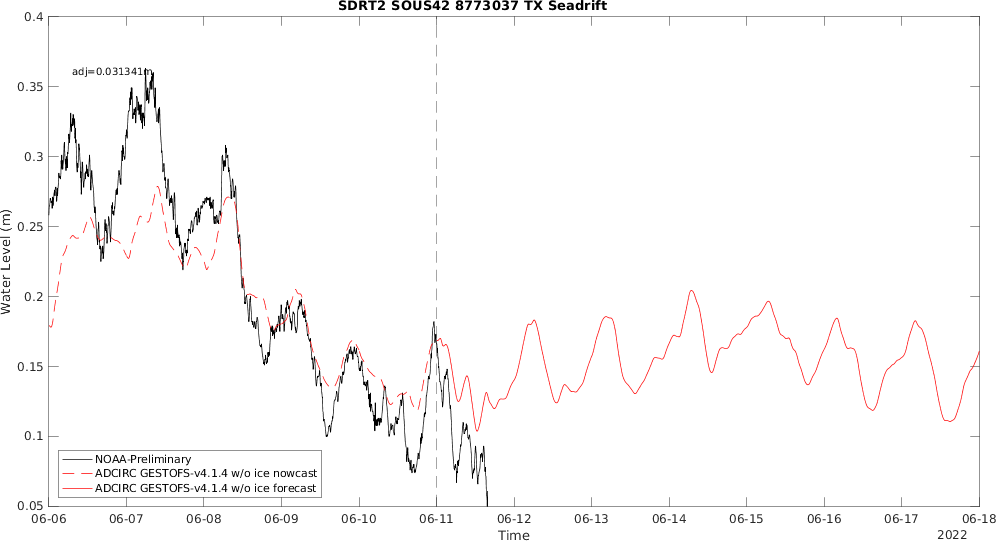 SDRT2 SOUS42 8773037 TX Seadrift
0.4
0.35
0.3
0.25
0.2
0.15
0.1
0.05
Water Level (m)
adj=0.031341m
NOAA-Preliminary
ADCIRC GESTOFS-v4.1.4 w/o ice nowcast
ADCIRC GESTOFS-v4.1.4 w/o ice forecast
06-06 06-07 06-08 06-09 06-10 06-11 06-12 06-13 06-14 06-15 06-16 06-17 06-18
Time
2022